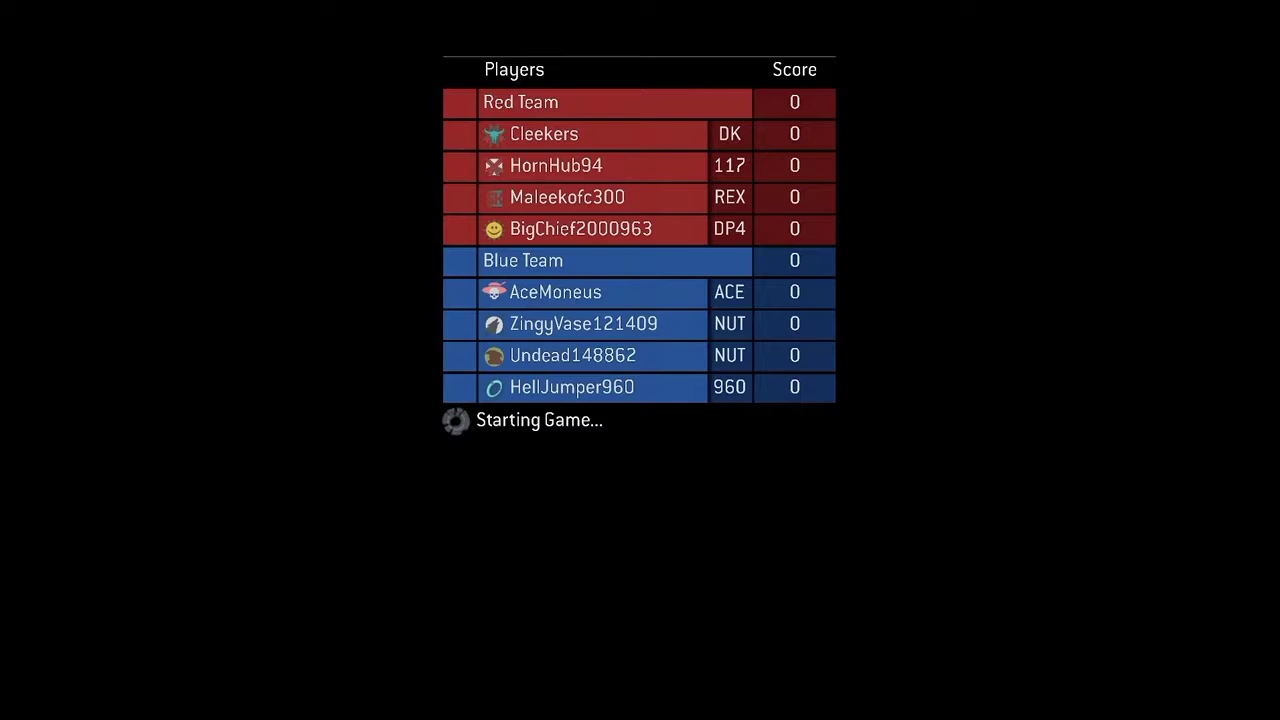 Players Score
Red Team 0
Cleekers DK 0
HornHub94 117 0
Maleekofc300 REX 0
BigChief2000963 DP4 0
Blue Team 0
AceMoneus ACE 0
ZingyVase121409 NUT 0
Undead148862 NUT 0
HellJumper960 960 0
Starting Game...